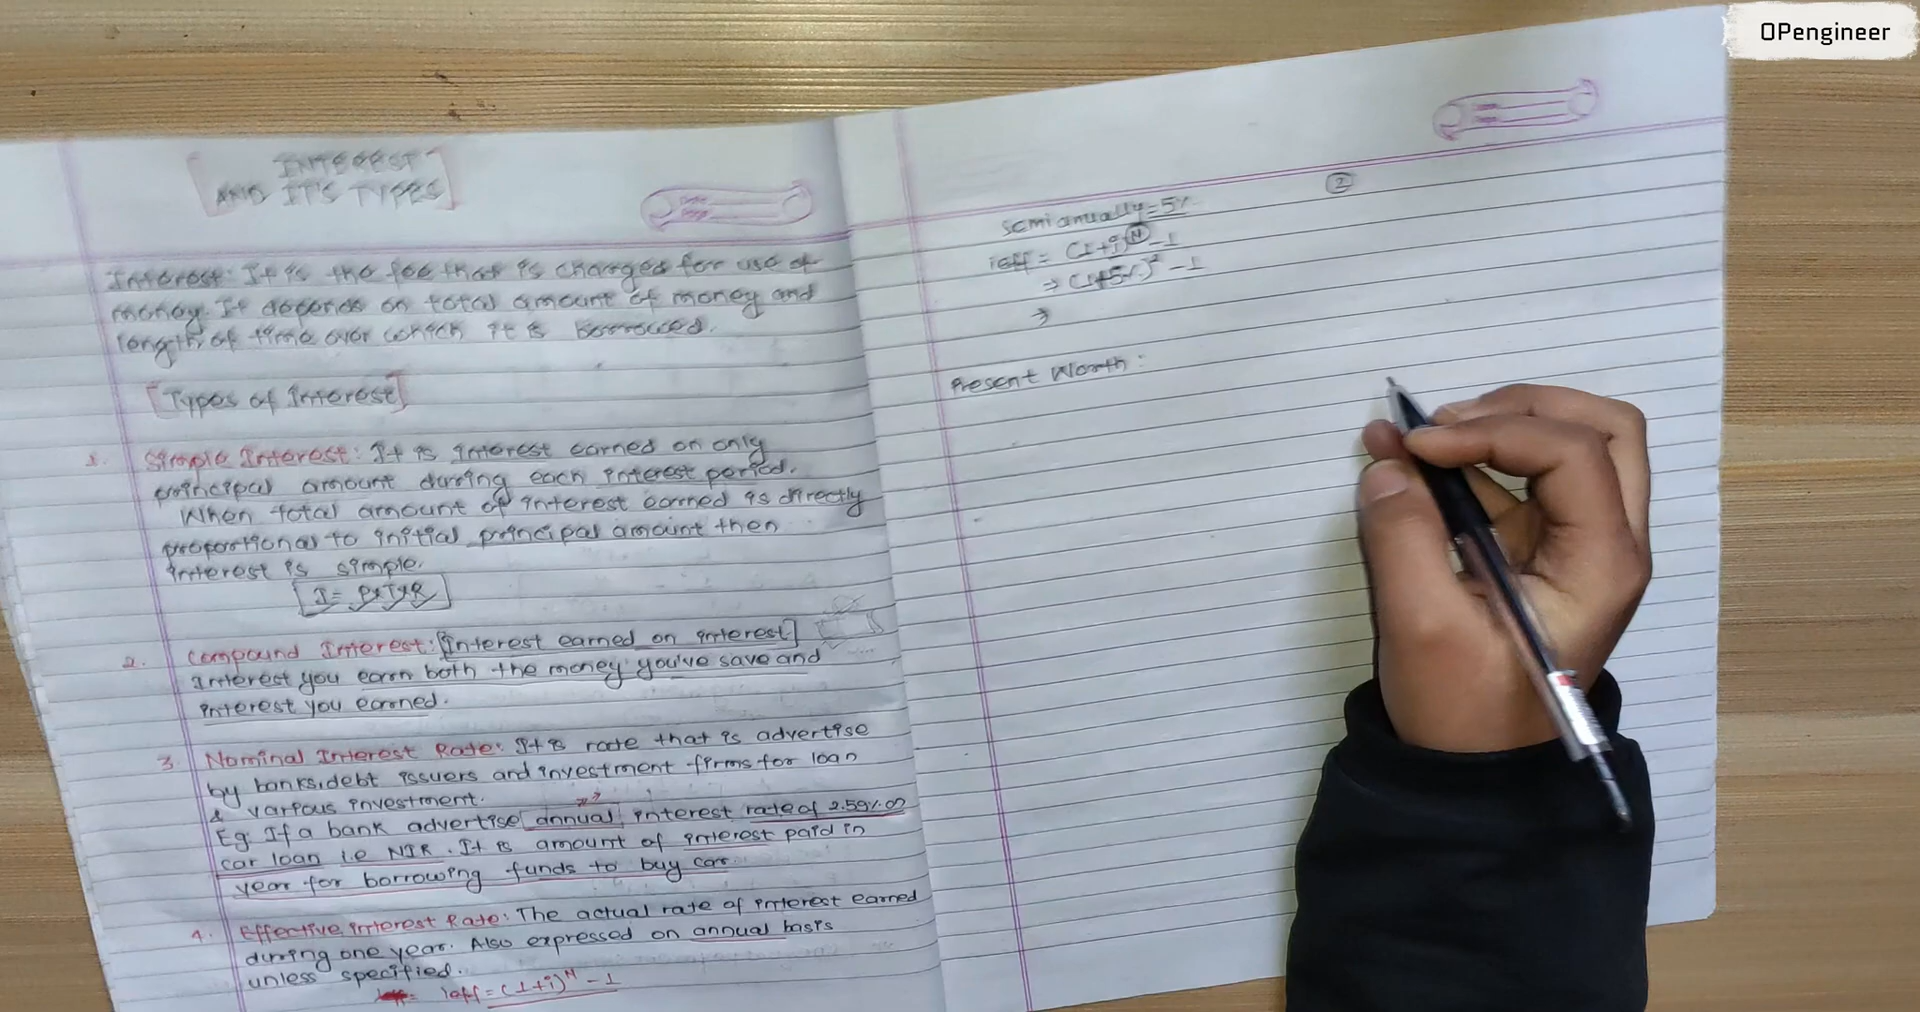 OPengineer
INTEREST
AND IT'S TYPES
Interest: It is the fee that is charged for use of
money. It depends on total amount of money and
length of time over which it is borrowed.
[Types of Interest]
1. Simple Interest: It is interest earned on only
principal amount during each interest period.
When total amount of interest earned is directly
proportional to initial principal amount then
interest is simple.
I = P×T×R
2. Compound Interest: [Interest earned on interest]
Interest you earn both the money you've save and
interest you earned.
3. Nominal Interest Rate: It is rate that is advertise
by banks, debt issuers and investment firms for loan
& various investment.
Eg. If a bank advertise annual interest rate of 2.59% on
car loan i.e NIR. It is amount of interest paid in
year for borrowing funds to buy car.
4. Effective interest Rate: The actual rate of interest earned
during one year. Also expressed on annual basis
unless specified.
ieff = (1+i)^N - 1
2
semianually = 5%
ieff = (1+i)^N - 1
⇒ (1+5%)² - 1
⇒
Present Worth: